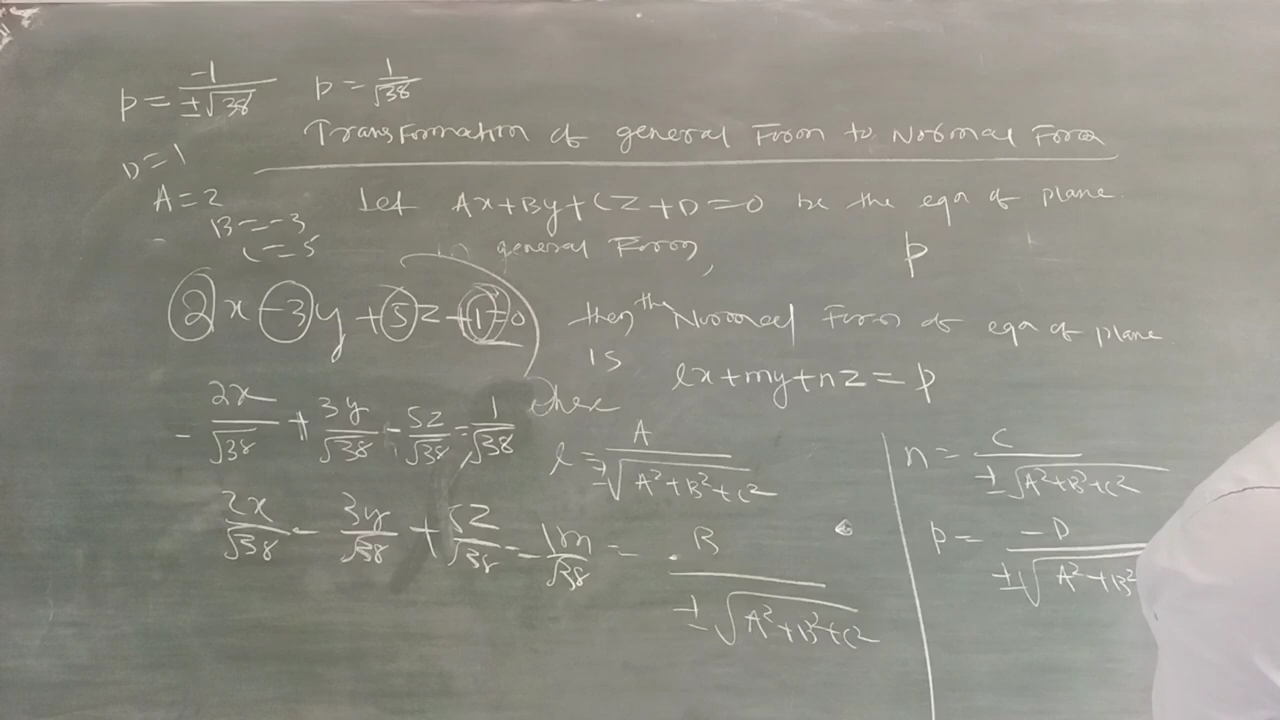 p = -1/±√38 p = 1/√38
Transformation of general Form to Normal Form
D = 1
A = 2
B = -3
C = 5
Let Ax+By+Cz+D=0 be the eqn of plane
in general Form,
p
2x-3y+5z+1=0
then the Normal Form of eqn of plane
is lx+my+nz=p
-2x/√38 + 3y/√38 - 5z/√38 = 1/√38
2x/√38 - 3y/√38 + 5z/√38 = -1/√38
l = A/±√A²+B²+C²
m = B/±√A²+B²+C²
n = C/±√A²+B²+C²
p = -D/±√A²+B²